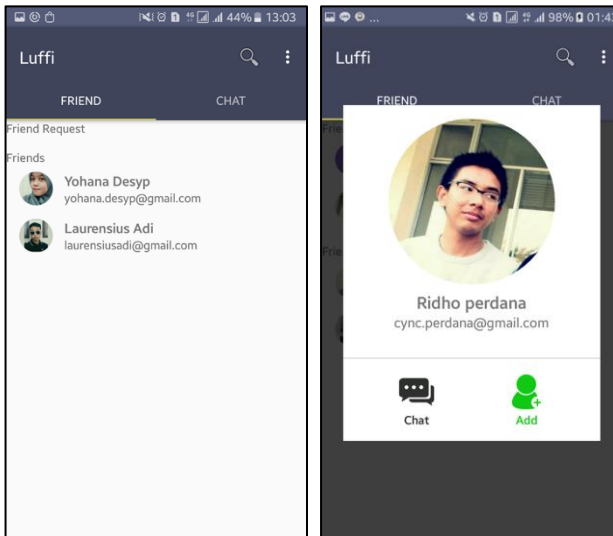 44% 13:03
Luffi
FRIEND CHAT
Friend Request
Friends
Yohana Desyp
yohana.desyp@gmail.com
Laurensius Adi
laurensiusadi@gmail.com
... 98% 01:43
Luffi
FRIEND CHAT
Ridho perdana
cync.perdana@gmail.com
Chat Add